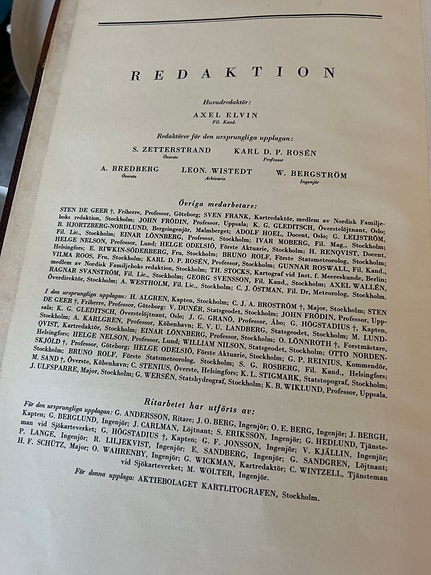 REDAKTION
Huvudredaktör:
AXEL ELVIN
Fil. Kand.
Redaktörer för den ursprungliga upplagan:
S. ZETTERSTRAND KARL D. P. ROSÉN
Överste Professor
A. BREDBERG LEON. WISTEDT W. BERGSTRÖM
Överste Arkivarie Ingenjör
Övriga medarbetare:
STEN DE GEER †, Friherre, Professor, Göteborg; SVEN FRANK, Kartredaktör, medlem av Nordisk Familje-
boks redaktion, Stockholm; JOHN FRÖDIN, Professor, Uppsala; K. G. GLEDITSCH, Överstelöjtnant, Oslo;
B. HJORTZBERG-NORDLUND, Bergsingenjör, Malmberget; ADOLF HOEL, Docent, Oslo; G. LEIJSTRÖM,
Fil. Lic., Stockholm; EINAR LÖNNBERG, Professor, Stockholm; IVAR MOBERG, Fil. Mag., Stockholm;
HELGE NELSON, Professor, Lund; HELGE ODELSIÖ, Förste Aktuarie, Stockholm; H. RENQVIST, Docent,
Helsingfors; E. RIWKIN-SÖDERBERG, Fru, Stockholm; BRUNO ROLF, Förste Statsmeteorolog, Stockholm;
VILMA ROOS, Fru, Stockholm; KARL D. P. ROSÉN, Professor, Stockholm; GUNNAR ROSWALL, Fil. Kand.,
medlem av Nordisk Familjeboks redaktion, Stockholm; TH. STOCKS, Kartograf vid Inst. f. Meereskunde, Berlin;
RAGNAR SVANSTRÖM, Fil. Lic., Stockholm; GEORG SVENSSON, Fil. Kand., Stockholm; AXEL WALLÉN,
Överdirektör, Stockholm; A. WESTHOLM, Fil. Lic., Stockholm; C. J. ÖSTMAN, Fil. Dr, Meteorolog, Stockholm.
I den ursprungliga upplagan: H. ALGREN, Kapten, Stockholm; C. J. A. BROSTRÖM †, Major, Stockholm; STEN
DE GEER †, Friherre, Professor, Göteborg; V. DUNÉR, Statsgeodet, Stockholm; JOHN FRÖDIN, Professor, Upp-
sala; K. G. GLEDITSCH, Överstelöjtnant, Oslo; J. G. GRANÖ, Professor, Åbo; G. HÖGSTADIUS †, Kapten,
Stockholm; A. KARLGREN, Professor, Köbenhavn; E. V. U. LANDBERG, Statsgeodet, Stockholm; M. LUND-
QVIST, Kartredaktör, Stockholm; EINAR LÖNNBERG, Professor, Stockholm; O. LÖNNROTH †, Forstmästare,
Helsingfors; HELGE NELSON, Professor, Lund; WILLIAM NILSON, Statsgeodet, Stockholm; OTTO NORDEN-
SKJÖLD †, Professor, Göteborg; HELGE ODELSIÖ, Förste Aktuarie, Stockholm; G. P. REINIUS, Kommendör,
Stockholm; BRUNO ROLF, Förste Statsmeteorolog, Stockholm; S. G. ROSBERG, Fil. Kand., Helsingfors;
M. SAND †, Överste, Köbenhavn; C. STENIUS, Överste, Helsingfors; K. L. STIGMARK, Statstopograf, Stockholm;
J. ULFSPARRE, Major, Stockholm; G. WERSÉN, Statshydrograf, Stockholm; K. B. WIKLUND, Professor, Uppsala.
Ritarbetet har utförts av:
För den ursprungliga upplagan: G. ANDERSSON, Ritare; J. O. BERG, Ingenjör; O. E. BERG, Ingenjör; J. BERGH,
Kapten; G. BERGLUND, Ingenjör; J. CARLMAN, Löjtnant; S. ERIKSSON, Ingenjör; G. HEDLUND, Tjänste-
man vid Sjökarteverket; G. HÖGSTADIUS †, Kapten; G. F. JONSSON, Ingenjör; V. KJÄLLIN, Ingenjör;
P. LANGE, Ingenjör; R. LILJEKVIST, Ingenjör; E. SANDBERG, Ingenjör; G. SANDGREN, Löjtnant;
H. F. SCHÜTZ, Major; O. WAHRENBY, Ingenjör; G. WICKMAN, Kartredaktör; C. WINTZELL, Tjänsteman
vid Sjökarteverket; M. WOLTER, Ingenjör.
För denna upplaga: AKTIEBOLAGET KARTLITOGRAFEN, Stockholm.